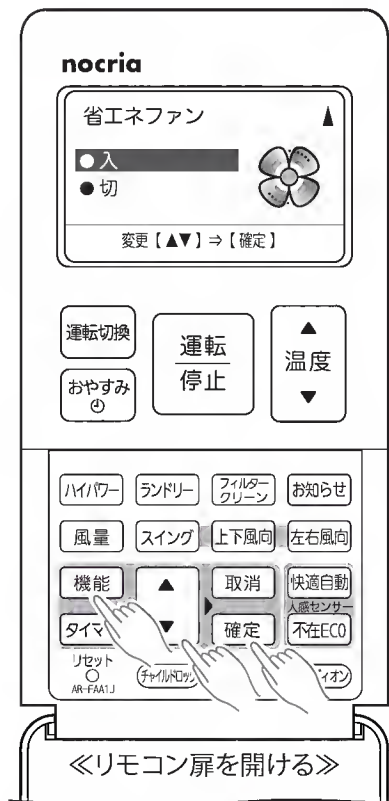 nocria
省エネファン
●入
●切
変更【▲▼】⇒【確定】
運転切換
運転
停止
▲
温度
▼
おやすみ
ハイパワー ランドリー フィルター
クリーン お知らせ
風量 スイング 上下風向 左右風向
機能 ▲ 取消 快適自動
人感センサー
▼ 確定 不在ECO
リセット
AR-FAA1J
≪リモコン扉を開ける≫